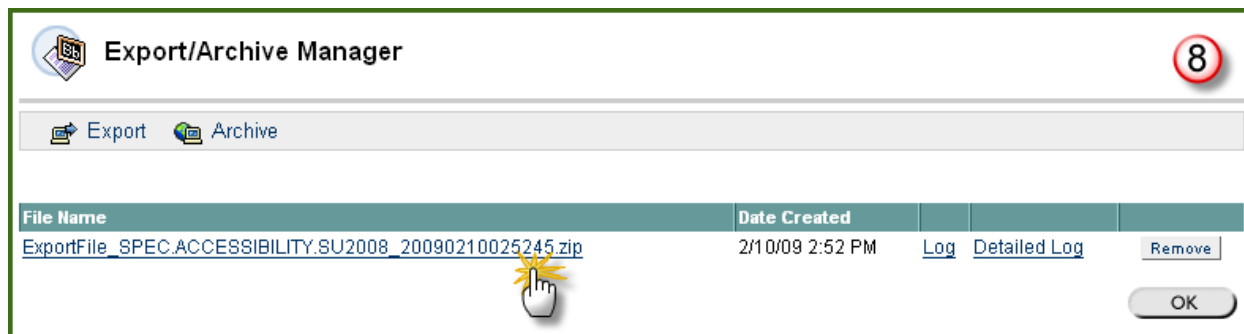 Bb
Export/Archive Manager
8
Export Archive
File Name Date Created
ExportFile_SPEC.ACCESSIBILITY.SU2008_20090210025245.zip 2/10/09 2:52 PM Log Detailed Log Remove
OK